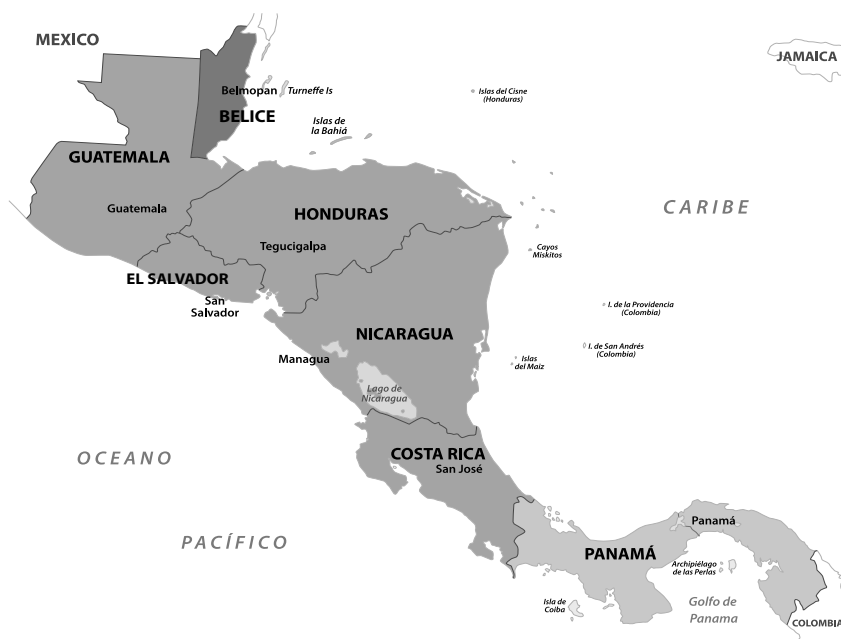 MEXICO
JAMAICA
Belmopan
Turneffe Is
Islas del Cisne
(Honduras)
BELICE
Islas de
la Bahiá
GUATEMALA
Guatemala
HONDURAS
CARIBE
Tegucigalpa
Cayos
Miskitos
EL SALVADOR
San
Salvador
I. de la Providencia
(Colombia)
NICARAGUA
I. de San Andrés
(Colombia)
Managua
Islas
del Maiz
Lago de
Nicaragua
OCEANO
COSTA RICA
San José
PACÍFICO
Panamá
PANAMÁ
Archipiélago
de las Perlas
Isla de
Coiba
Golfo de
Panama
COLOMBIA